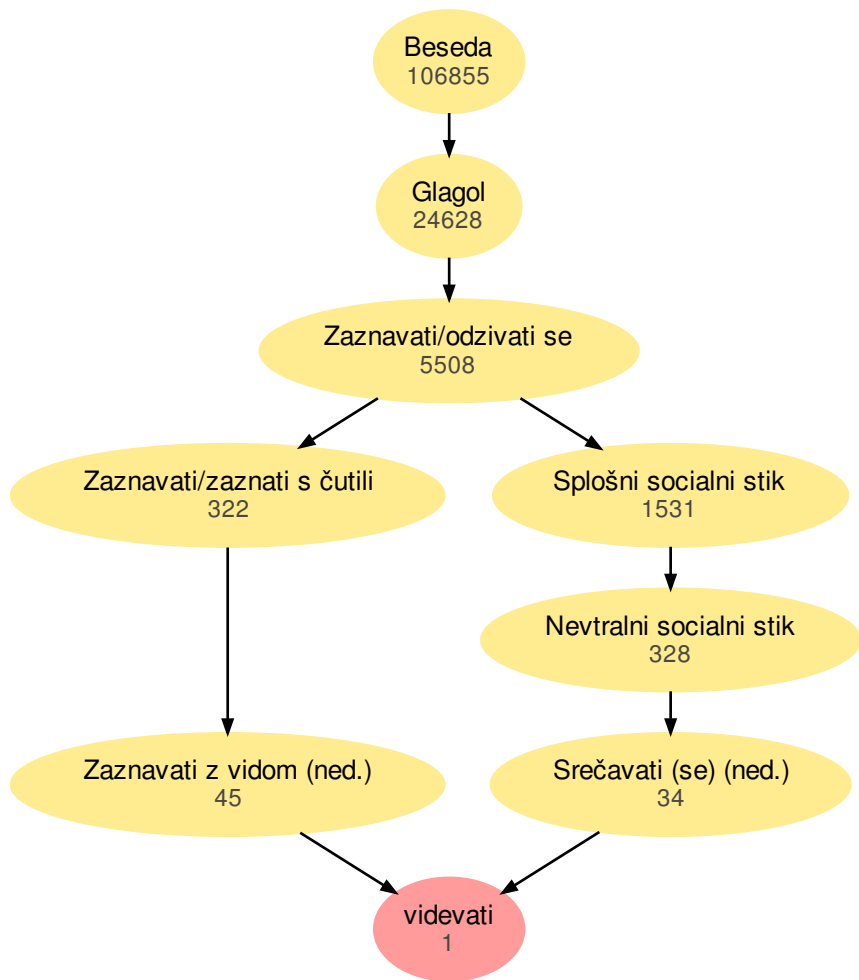 Beseda
106855
Glagol
24628
Zaznavati/odzivati se
5508
Zaznavati/zaznati s čutili
322
Splošni socialni stik
1531
Nevtralni socialni stik
328
Zaznavati z vidom (ned.)
45
Srečavati (se) (ned.)
34
videvati
1